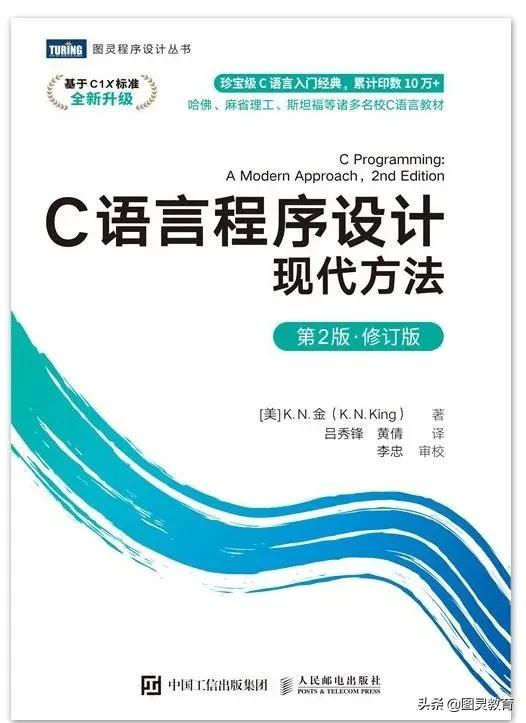 TURING 图灵程序设计丛书
基于C1X标准
全新升级
珍宝级C语言入门经典，累计印数10万+
哈佛、麻省理工、斯坦福等诸多名校C语言教材
C Programming:
A Modern Approach, 2nd Edition
C语言程序设计
现代方法
第2版·修订版
[美] K. N. 金（K. N. King） 著
吕秀锋 黄倩 译
李忠 审校
中国工信出版集团 人民邮电出版社
POSTS & TELECOM PRESS
头条 @图灵教育